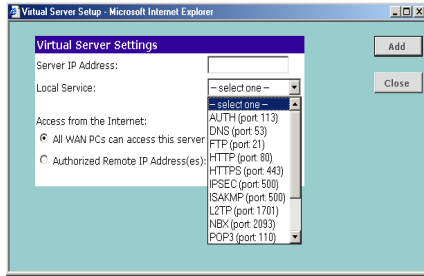 Virtual Server Setup - Microsoft Internet Explorer
Virtual Server Settings
Add
Server IP Address:
Local Service:
– select one –
Close
– select one –
AUTH (port 113)
DNS (port 53)
FTP (port 21)
HTTP (port 80)
HTTPS (port 443)
IPSEC (port 500)
ISAKMP (port 500)
L2TP (port 1701)
NBX (port 2093)
POP3 (port 110)
Access from the Internet:
All WAN PCs can access this server
Authorized Remote IP Address(es):